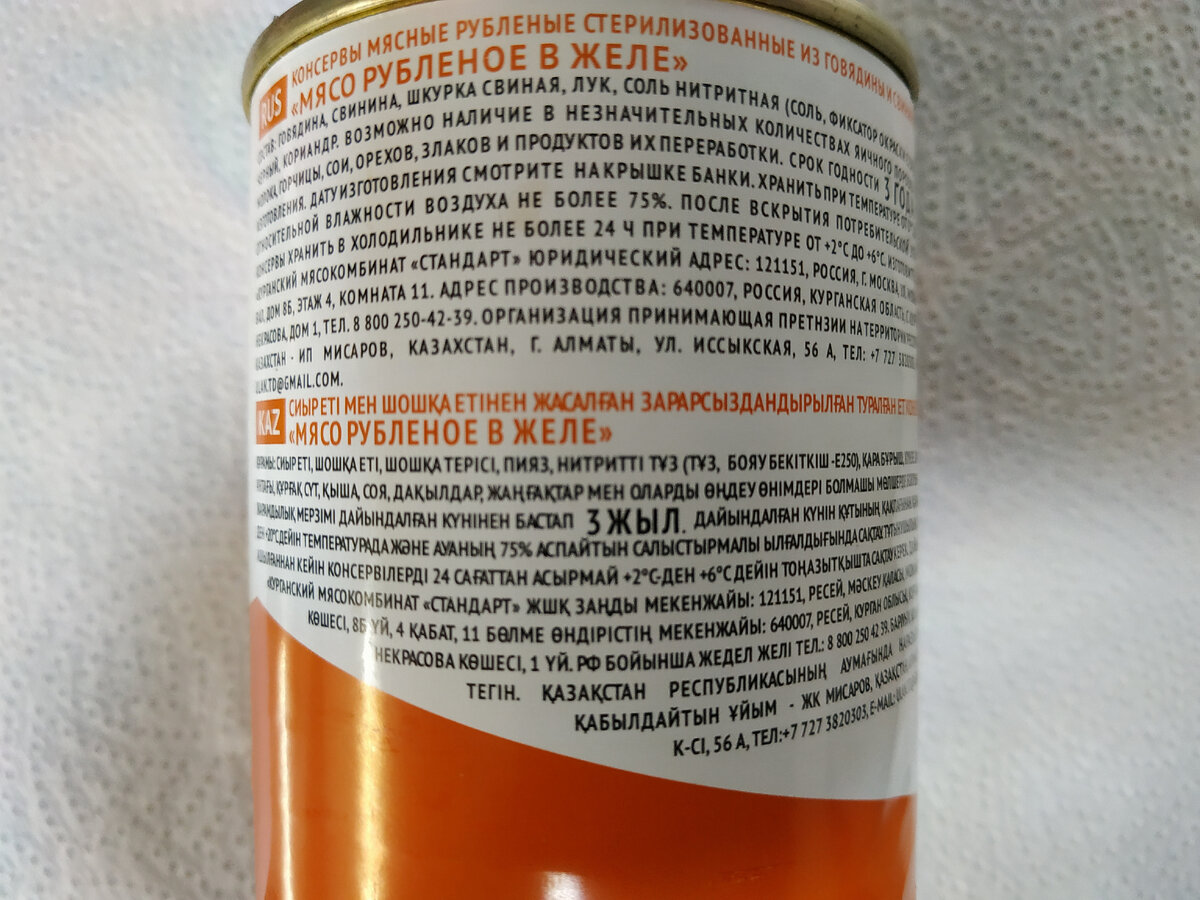 RUS КОНСЕРВЫ МЯСНЫЕ РУБЛЕНЫЕ СТЕРИЛИЗОВАННЫЕ ИЗ ГОВЯДИНЫ И
«МЯСО РУБЛЕНОЕ В ЖЕЛЕ»
ГОВЯДИНА, СВИНИНА, ШКУРКА СВИНАЯ, ЛУК, СОЛЬ НИТРИТНАЯ (СОЛЬ, ФИКСАТОР
КОРИАНДР. ВОЗМОЖНО НАЛИЧИЕ В НЕЗНАЧИТЕЛЬНЫХ КОЛИЧЕСТВАХ ЯИЧНОГО
ГОРЧИЦЫ, СОИ, ОРЕХОВ, ЗЛАКОВ И ПРОДУКТОВ ИХ ПЕРЕРАБОТКИ. СРОК ГОДНОСТИ 3
ДАТУ ИЗГОТОВЛЕНИЯ СМОТРИТЕ НА КРЫШКЕ БАНКИ. ХРАНИТЬ ПРИ ТЕМПЕРАТУРЕ
ВЛАЖНОСТИ ВОЗДУХА НЕ БОЛЕЕ 75%. ПОСЛЕ ВСКРЫТИЯ ПОТРЕБИТЕЛЬСКОЙ
ХРАНИТЬ В ХОЛОДИЛЬНИКЕ НЕ БОЛЕЕ 24 Ч ПРИ ТЕМПЕРАТУРЕ ОТ +2°С ДО +6°С.
МЯСОКОМБИНАТ «СТАНДАРТ» ЮРИДИЧЕСКИЙ АДРЕС: 121151, РОССИЯ, Г. МОСКВА,
ДОМ 8Б, ЭТАЖ 4, КОМНАТА 11. АДРЕС ПРОИЗВОДСТВА: 640007, РОССИЯ, КУРГАНСКАЯ ОБЛАСТЬ,
ДОМ 1, ТЕЛ. 8 800 250-42-39. ОРГАНИЗАЦИЯ ПРИНИМАЮЩАЯ ПРЕТНЗИИ НА ТЕРРИТОРИИ
- ИП МИСАРОВ, КАЗАХСТАН, Г. АЛМАТЫ, УЛ. ИССЫКСКАЯ, 56 А, ТЕЛ: +7 727
@GMAIL.COM.
KAZ СИЫР ЕТІ МЕН ШОШҚА ЕТІНЕН ЖАСАЛҒАН ЗАРАРСЫЗДАНДЫРЫЛҒАН ТУРАЛҒАН ЕТ
«МЯСО РУБЛЕНОЕ В ЖЕЛЕ»
СИЫР ЕТІ, ШОШҚА ЕТІ, ШОШҚА ТЕРІСІ, ПИЯЗ, НИТРИТТІ ТҰЗ (ТҰЗ, БОЯУ БЕКІТКІШ -Е250), ҚАРА БҰРЫШ,
ҚҰРҒАҚ СҮТ, ҚЫША, СОЯ, ДАҚЫЛДАР, ЖАҢҒАҚТАР МЕН ОЛАРДЫ ӨҢДЕУ ӨНІМДЕРІ БОЛМАШЫ
МЕРЗІМІ ДАЙЫНДАЛҒАН КҮНІНЕН БАСТАП 3 ЖЫЛ. ДАЙЫНДАЛҒАН КҮНІН ҚҰТЫНЫҢ
ДЕЙІН ТЕМПЕРАТУРАДА ЖӘНЕ АУАНЫҢ 75% АСПАЙТЫН САЛЫСТЫРМАЛЫ ЫЛҒАЛДЫҒЫНДА САҚТАУ
КЕЙІН КОНСЕРВІЛЕРДІ 24 САҒАТТАН АСЫРМАЙ +2°С-ДЕН +6°С ДЕЙІН ТОҢАЗЫТҚЫШТА САҚТАУ КЕРЕК.
«КУРГАНСКИЙ МЯСОКОМБИНАТ «СТАНДАРТ» ЖШҚ ЗАҢДЫ МЕКЕНЖАЙЫ: 121151, РЕСЕЙ, МӘСКЕУ ҚАЛАСЫ,
КӨШЕСІ, 8Б ҮЙ, 4 ҚАБАТ, 11 БӨЛМЕ ӨНДІРІСТІҢ МЕКЕНЖАЙЫ: 640007, РЕСЕЙ, КУРГАН ОБЛЫСЫ,
НЕКРАСОВА КӨШЕСІ, 1 ҮЙ. РФ БОЙЫНША ЖЕДЕЛ ЖЕЛІ ТЕЛ.: 8 800 250 42 39.
ТЕГІН. ҚАЗАҚСТАН РЕСПУБЛИКАСЫНЫҢ АУМАҒЫНДА
ҚАБЫЛДАЙТЫН ҰЙЫМ - ЖК МИСАРОВ,
К-СІ, 56 А, ТЕЛ:+7 727 3820303, E-MAIL: